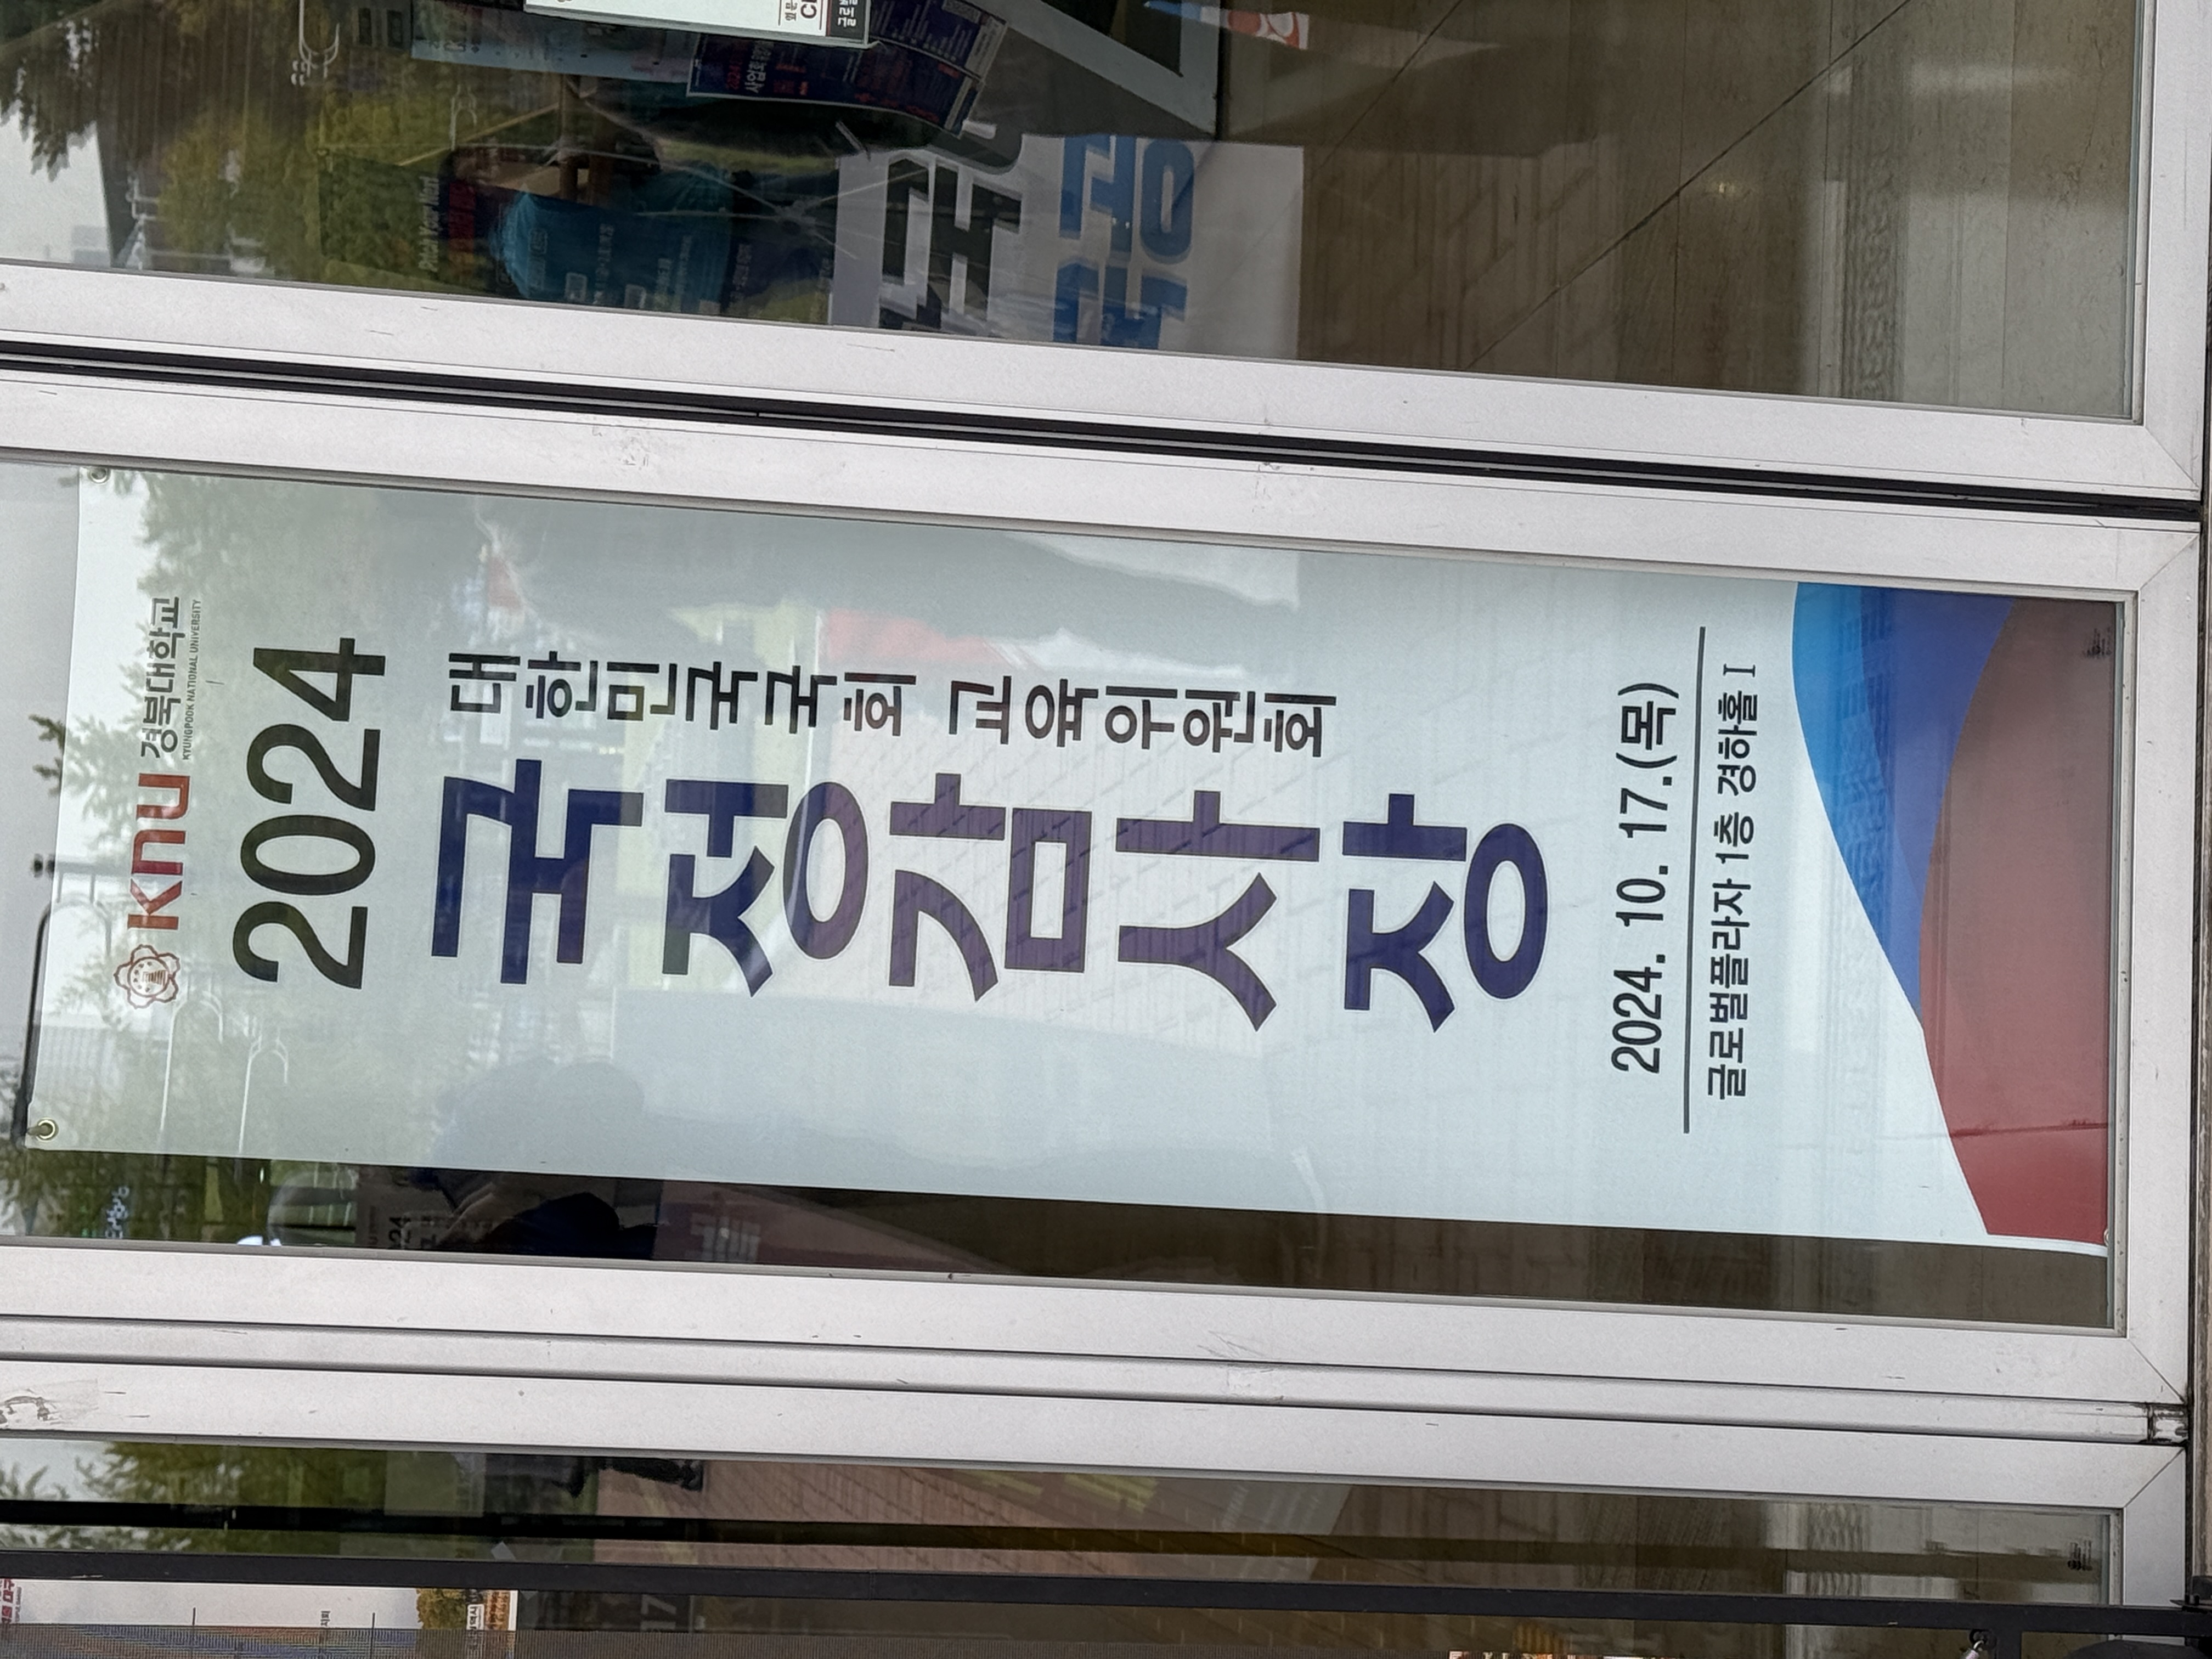 knu 경북대학교
KYUNGPOOK NATIONAL UNIVERSITY
2024
국정감사장
대한민국국회 교육위원회
2024. 10. 17.(목)
글로벌플라자 1층 경하홀 I